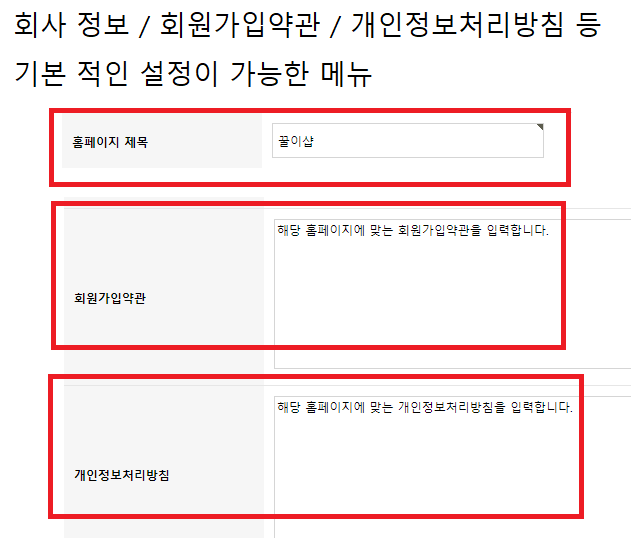 회사 정보 / 회원가입약관 / 개인정보처리방침 등
기본 적인 설정이 가능한 메뉴
홈페이지 제목
꿀이샵
해당 홈페이지에 맞는 회원가입약관을 입력합니다.
회원가입약관
해당 홈페이지에 맞는 개인정보처리방침을 입력합니다.
개인정보처리방침